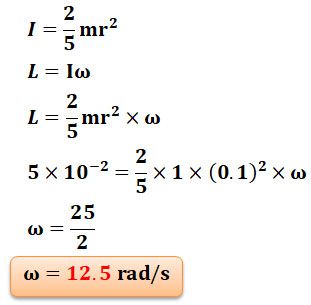 I = 2/5 mr²
L = Iω
L = 2/5 mr² × ω
5 × 10⁻² = 2/5 × 1 × (0.1)² × ω
ω = 25/2
ω = 12.5 rad/s